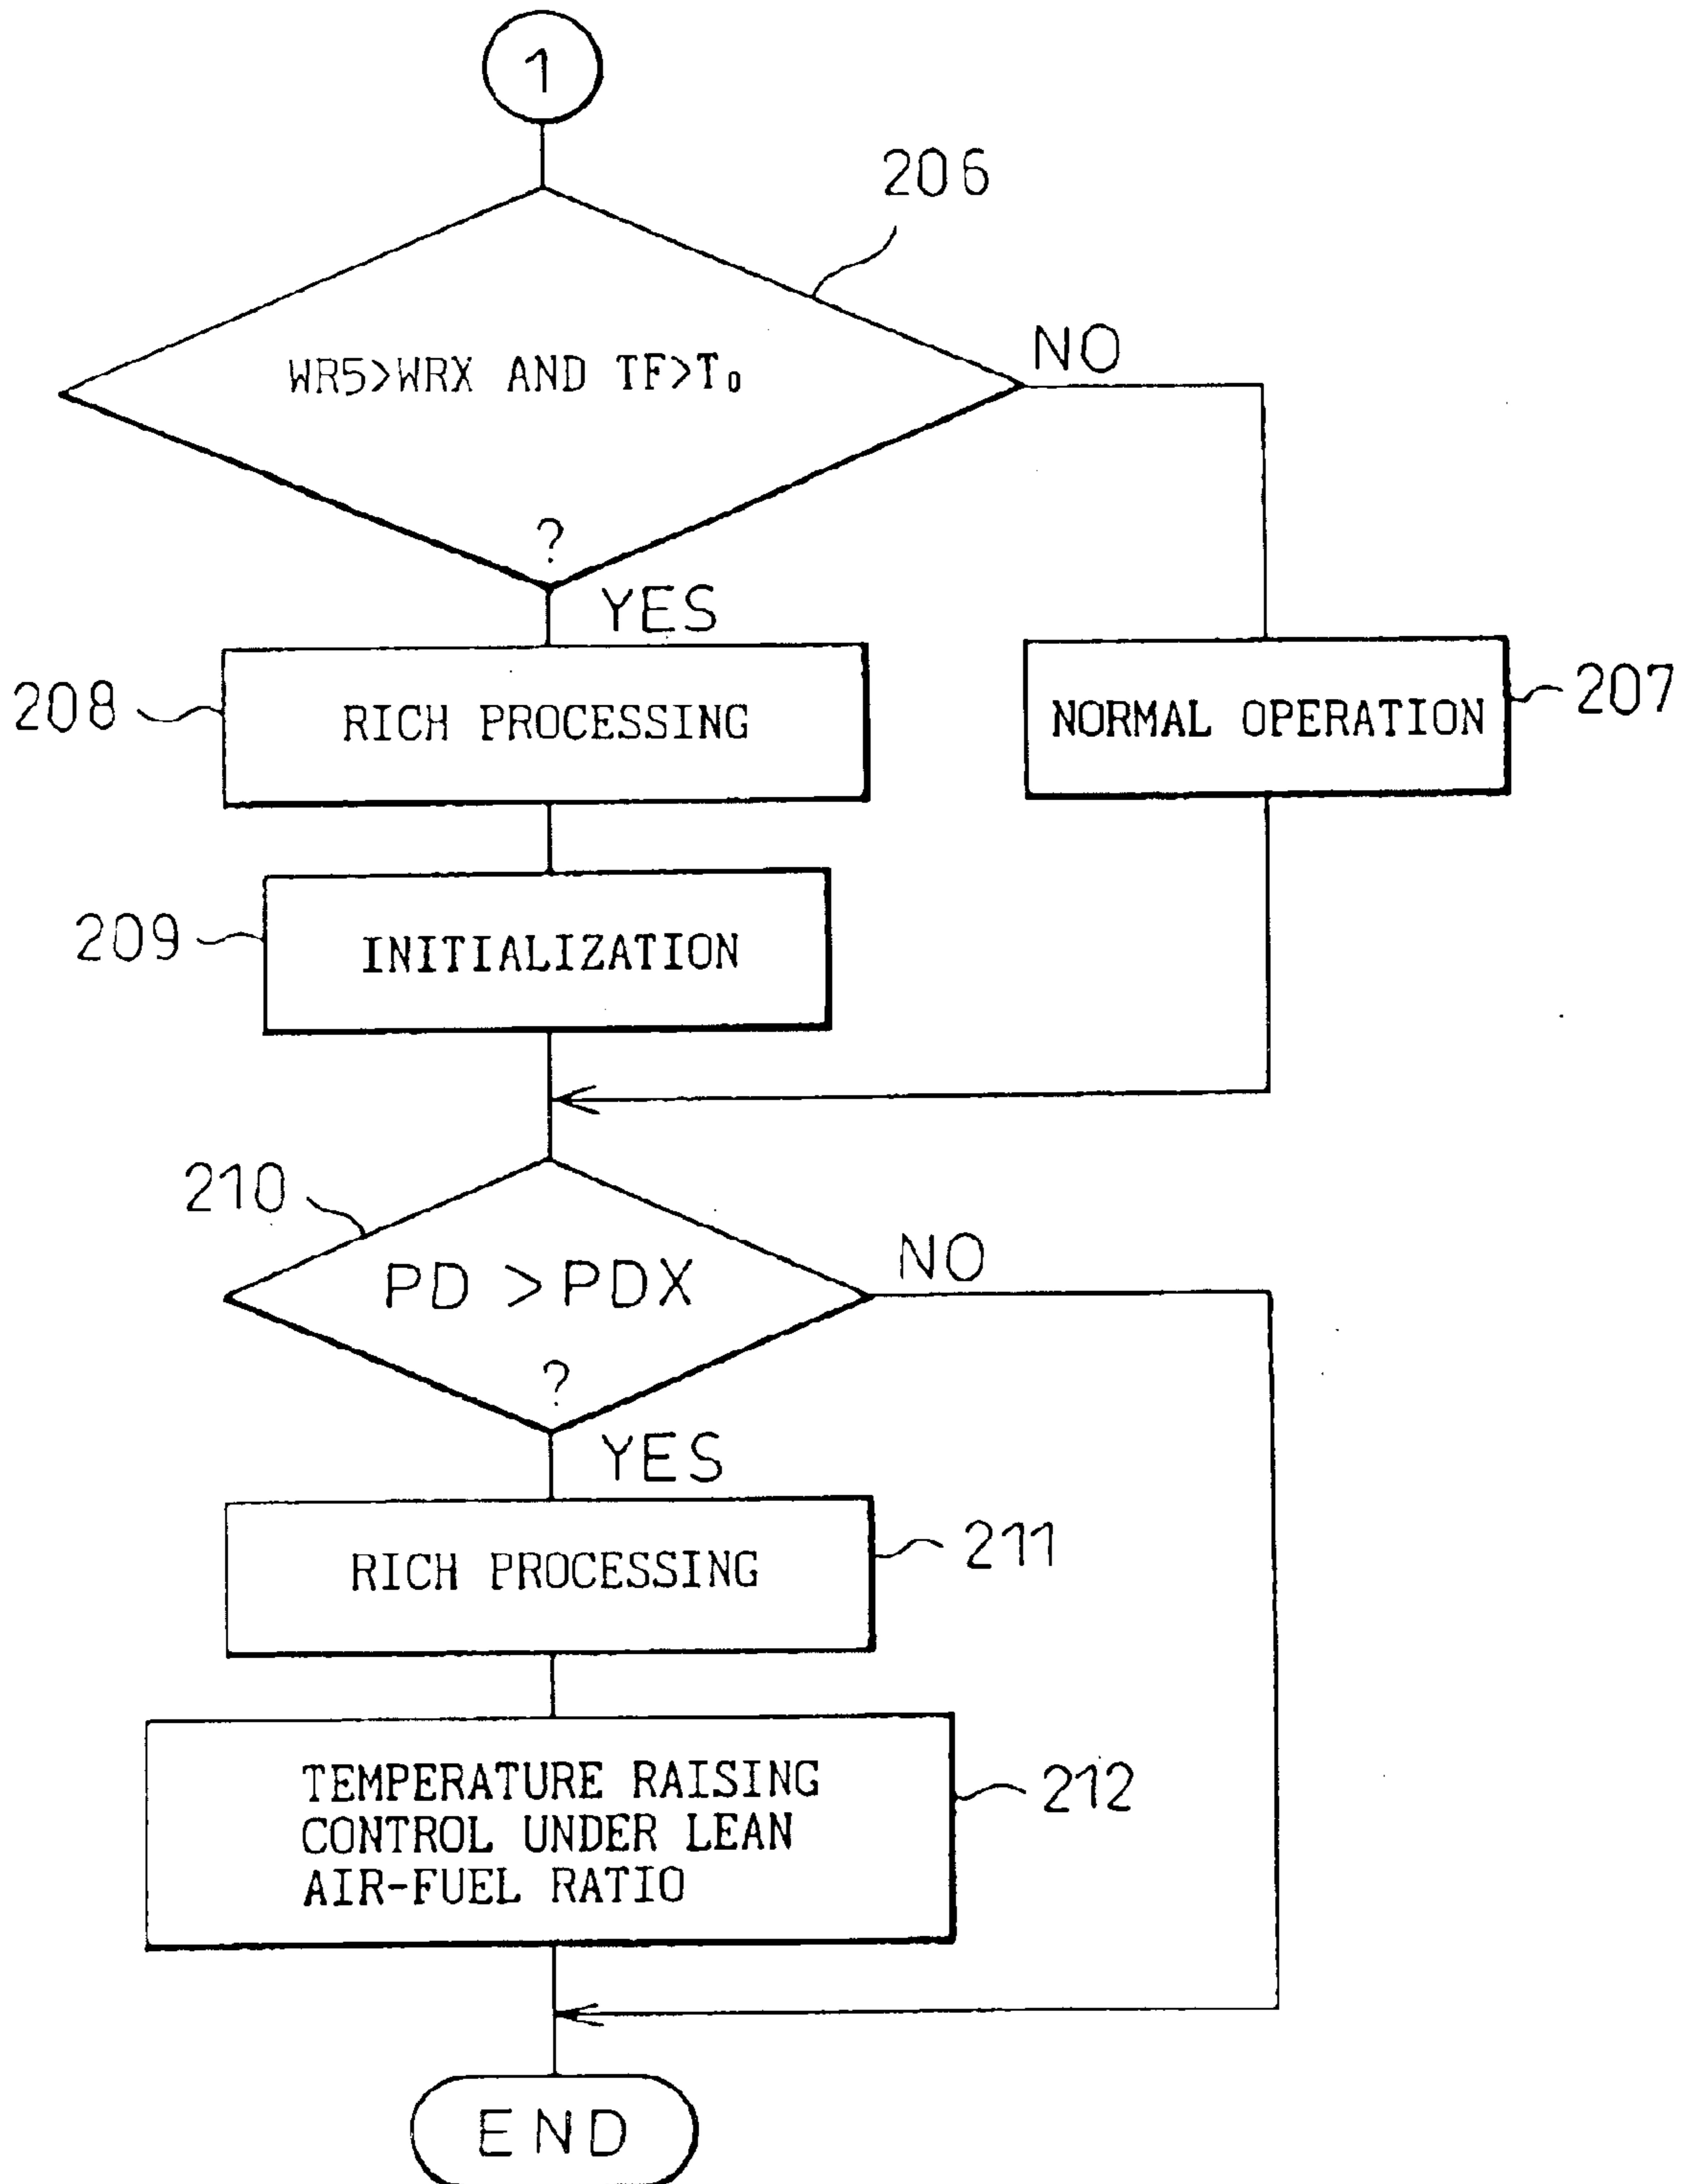 1
206
WR5>WRX AND TF>T₀
NO
?
YES
208
RICH PROCESSING
NORMAL OPERATION
207
209
INITIALIZATION
210
PD >PDX
NO
?
YES
RICH PROCESSING
211
TEMPERATURE RAISING
CONTROL UNDER LEAN
AIR-FUEL RATIO
212
END